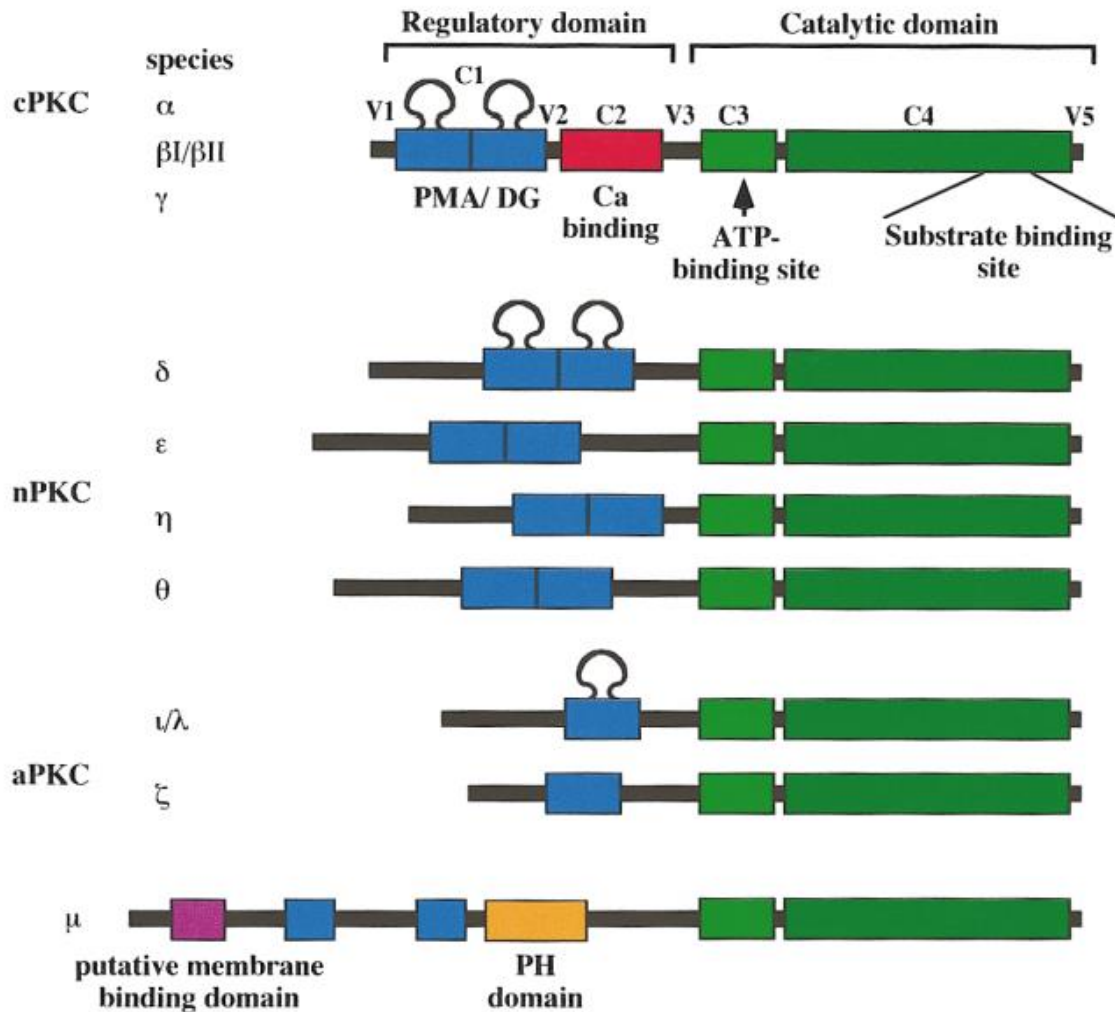 Regulatory domain
Catalytic domain
species
cPKC
α
βI/βII
γ
V1
C1
V2
C2
V3
C3
C4
V5
PMA/ DG
Ca
binding
ATP-
binding site
Substrate binding
site
nPKC
δ
ε
η
θ
aPKC
ι/λ
ζ
μ
putative membrane
binding domain
PH
domain